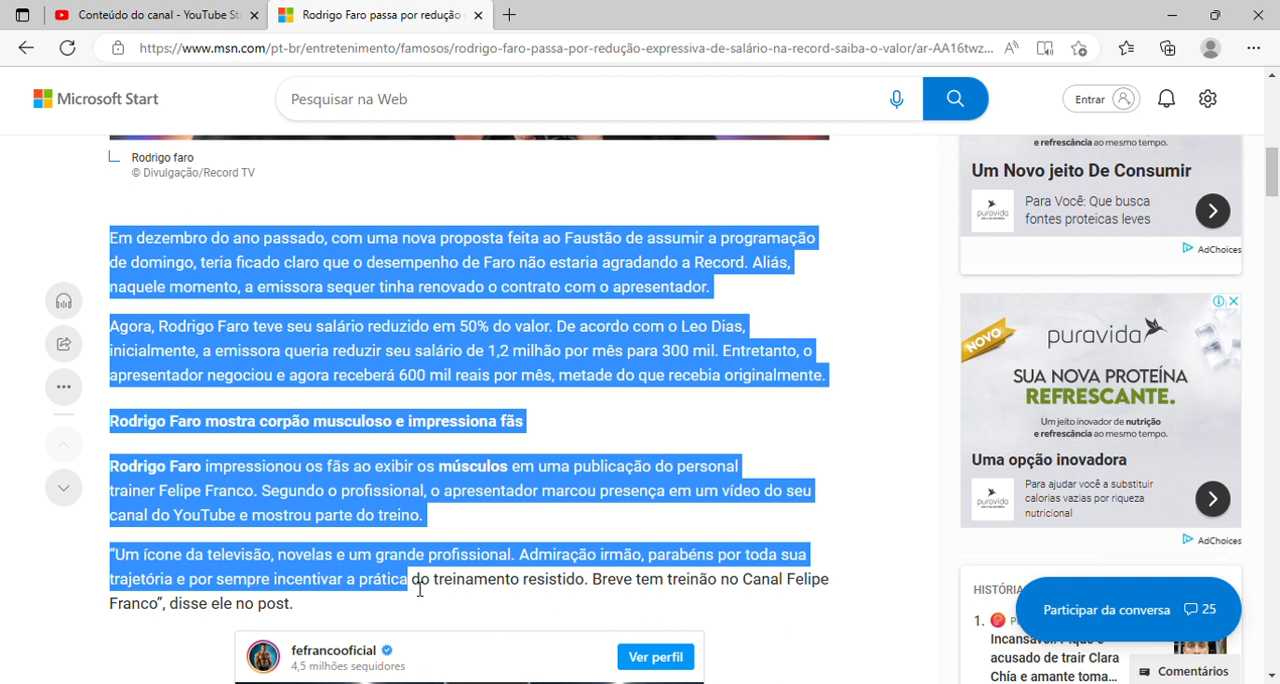 Conteúdo do canal - YouTube St
Rodrigo Faro passa por redução
https://www.msn.com/pt-br/entretenimento/famosos/rodrigo-faro-passa-por-redução-expressiva-de-salário-na-record-saiba-o-valor/ar-AA16twz...
Microsoft Start
Pesquisar na Web
Entrar
Rodrigo faro
© Divulgação/Record TV
Em dezembro do ano passado, com uma nova proposta feita ao Faustão de assumir a programação
de domingo, teria ficado claro que o desempenho de Faro não estaria agradando a Record. Aliás,
naquele momento, a emissora sequer tinha renovado o contrato com o apresentador.
Agora, Rodrigo Faro teve seu salário reduzido em 50% do valor. De acordo com o Leo Dias,
inicialmente, a emissora queria reduzir seu salário de 1,2 milhão por mês para 300 mil. Entretanto, o
apresentador negociou e agora receberá 600 mil reais por mês, metade do que recebia originalmente.
Rodrigo Faro mostra corpão musculoso e impressiona fãs
Rodrigo Faro impressionou os fãs ao exibir os músculos em uma publicação do personal
trainer Felipe Franco. Segundo o profissional, o apresentador marcou presença em um vídeo do seu
canal do YouTube e mostrou parte do treino.
“Um ícone da televisão, novelas e um grande profissional. Admiração irmão, parabéns por toda sua
trajetória e por sempre incentivar a prática do treinamento resistido. Breve tem treinão no Canal Felipe
Franco”, disse ele no post.
fefrancooficial
4,5 milhões seguidores
Ver perfil
e refrescância ao mesmo tempo.
Um Novo jeito De Consumir
puravida
Para Você: Que busca
fontes proteicas leves
AdChoices
NOVO
puravida
SUA NOVA PROTEÍNA
REFRESCANTE.
Um jeito inovador de nutrição
e refrescância ao mesmo tempo.
Uma opção inovadora
puravida
Para ajudar você a substituir
calorias vazias por riqueza
nutricional
AdChoices
HISTÓRIA
Participar da conversa 25
1. P
Incansável! Piqué é
acusado de trair Clara
Chía e amante toma...
Comentários